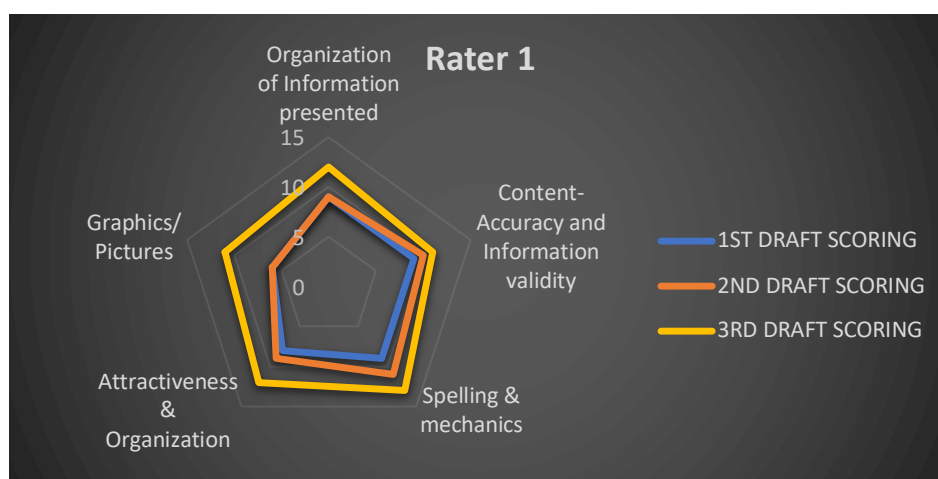 Rater 1
Organization
of Information
presented
15
10
5
0
Content-
Accuracy and
Information
validity
Spelling &
mechanics
Attractiveness
&
Organization
Graphics/
Pictures
1ST DRAFT SCORING
2ND DRAFT SCORING
3RD DRAFT SCORING